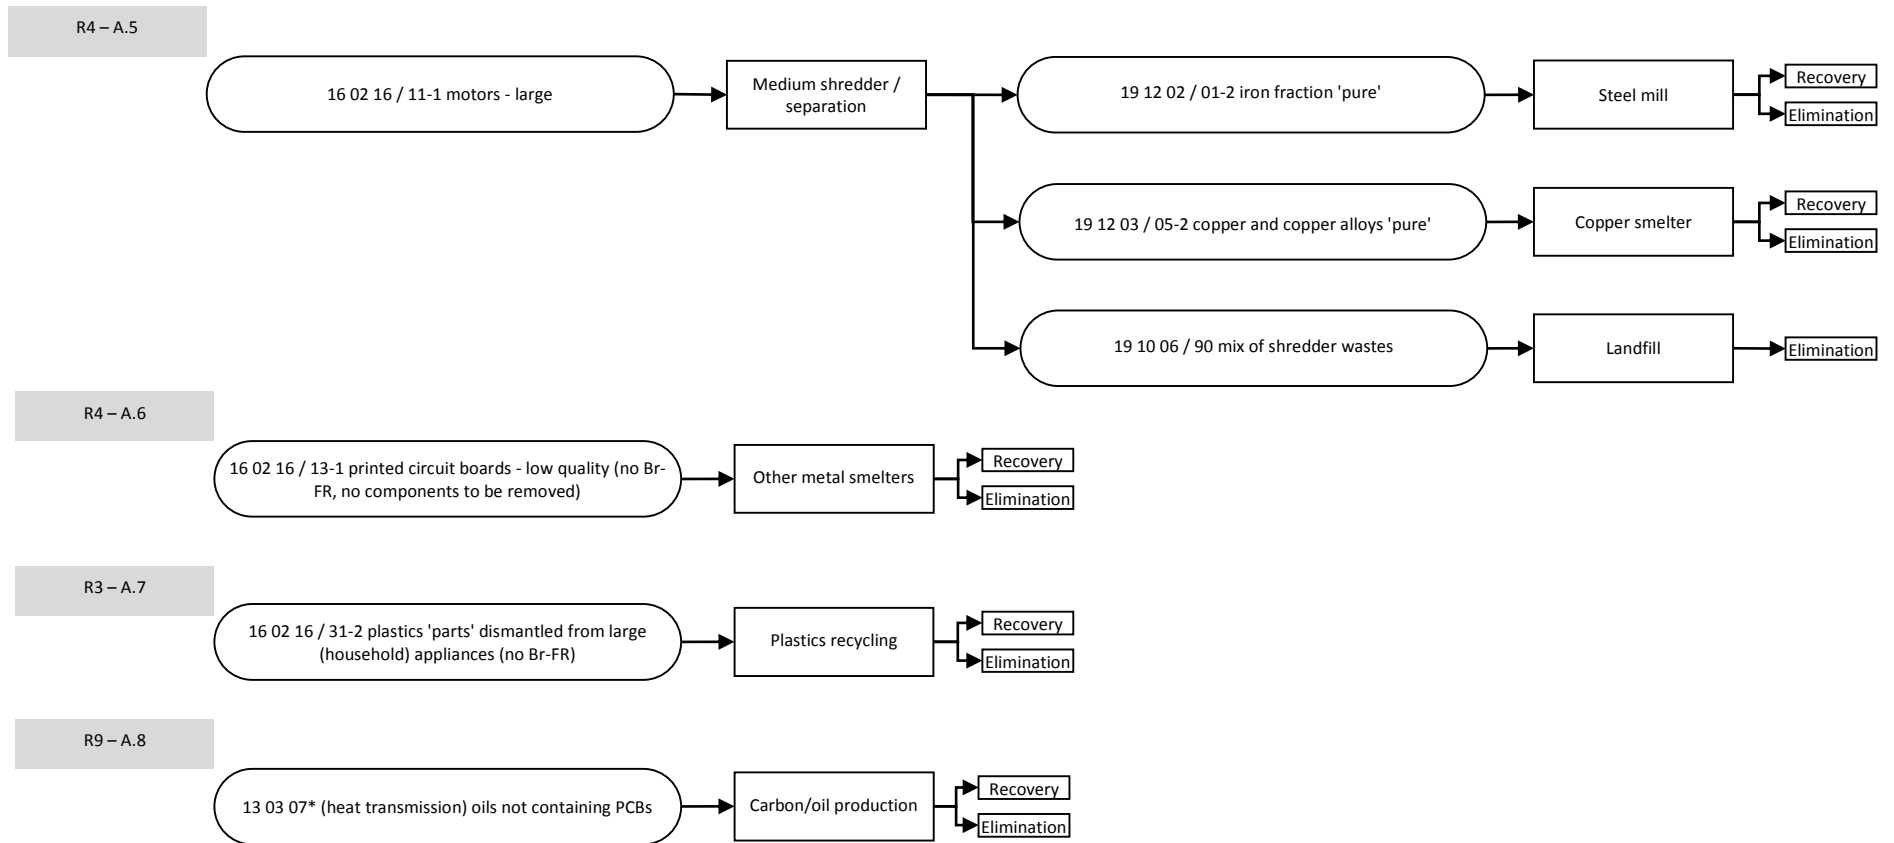 R4 – A.5
16 02 16 / 11-1 motors - large
Medium shredder /
separation
19 12 02 / 01-2 iron fraction 'pure'
Steel mill
Recovery
Elimination
19 12 03 / 05-2 copper and copper alloys 'pure'
Copper smelter
Recovery
Elimination
19 10 06 / 90 mix of shredder wastes
Landfill
Elimination
R4 – A.6
16 02 16 / 13-1 printed circuit boards - low quality (no Br-
FR, no components to be removed)
Other metal smelters
Recovery
Elimination
R3 – A.7
16 02 16 / 31-2 plastics 'parts' dismantled from large
(household) appliances (no Br-FR)
Plastics recycling
Recovery
Elimination
R9 – A.8
13 03 07* (heat transmission) oils not containing PCBs
Carbon/oil production
Recovery
Elimination